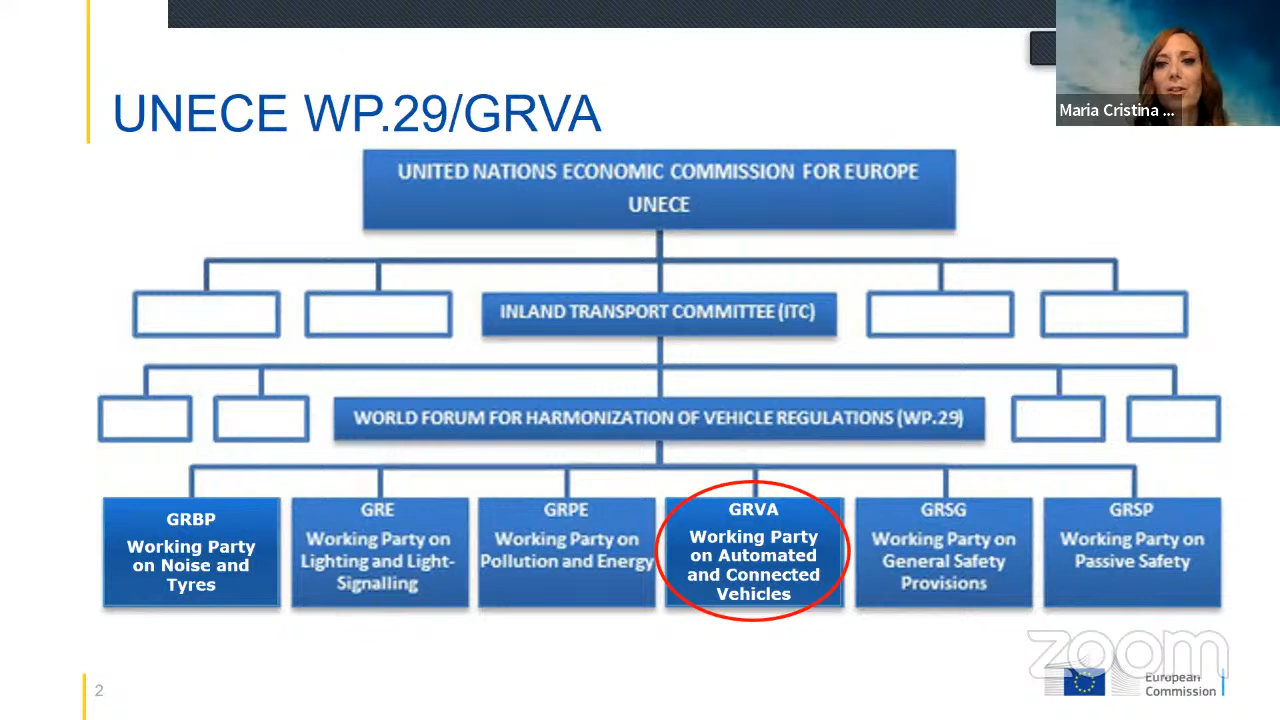 UNECE WP.29/GRVA
Maria Cristina ...
UNITED NATIONS ECONOMIC COMMISSION FOR EUROPE
UNECE
INLAND TRANSPORT COMMITTEE (ITC)
WORLD FORUM FOR HARMONIZATION OF VEHICLE REGULATIONS (WP.29)
GRBP
Working Party
on Noise and
Tyres
GRE
Working Party on
Lighting and Light-
Signalling
GRPE
Working Party on
Pollution and Energy
GRVA
Working Party
on Automated
and Connected
Vehicles
GRSG
Working Party on
General Safety
Provisions
GRSP
Working Party on
Passive Safety
zoom
European
Commission
2